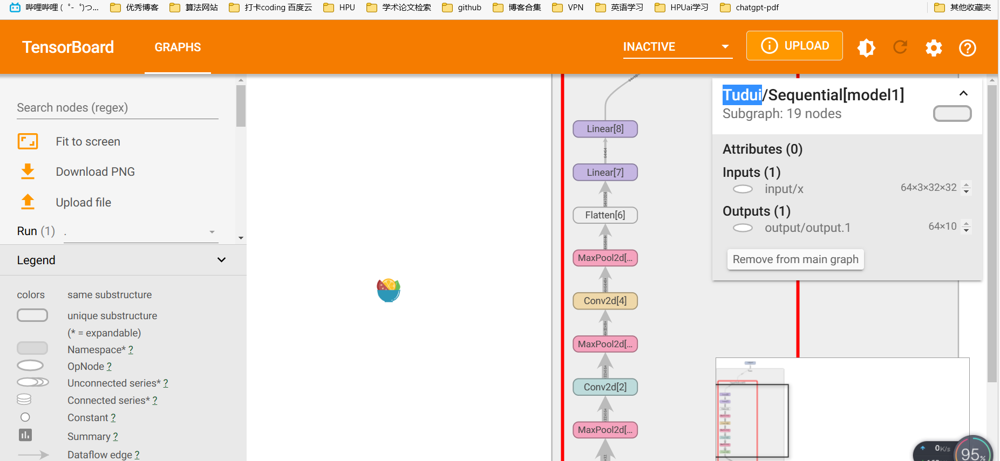 哔哩哔哩 ( ゜- ゜)つ... 优秀博客 算法网站 打卡coding 百度云 HPU 学术论文检索 github 博客合集 VPN 英语学习 HPUai学习 chatgpt-pdf 其他收藏夹
TensorBoard GRAPHS INACTIVE UPLOAD
Search nodes (regex)
Fit to screen
Download PNG
Upload file
Run (1) .
Legend
colors same substructure
unique substructure
(* = expandable)
Namespace* ?
OpNode ?
Unconnected series* ?
Connected series* ?
Constant ?
Summary ?
Dataflow edge ?
Linear[8]
64×64
Linear[7]
64×1024
Flatten[6]
MaxPool2d[...
Conv2d[4]
MaxPool2d[...
Conv2d[2]
MaxPool2d[...
Tudui/Sequential[model1]
Subgraph: 19 nodes
Attributes (0)
Inputs (1)
input/x 64×3×32×32
Outputs (1)
output/output.1 64×10
Remove from main graph
0K/s
95%